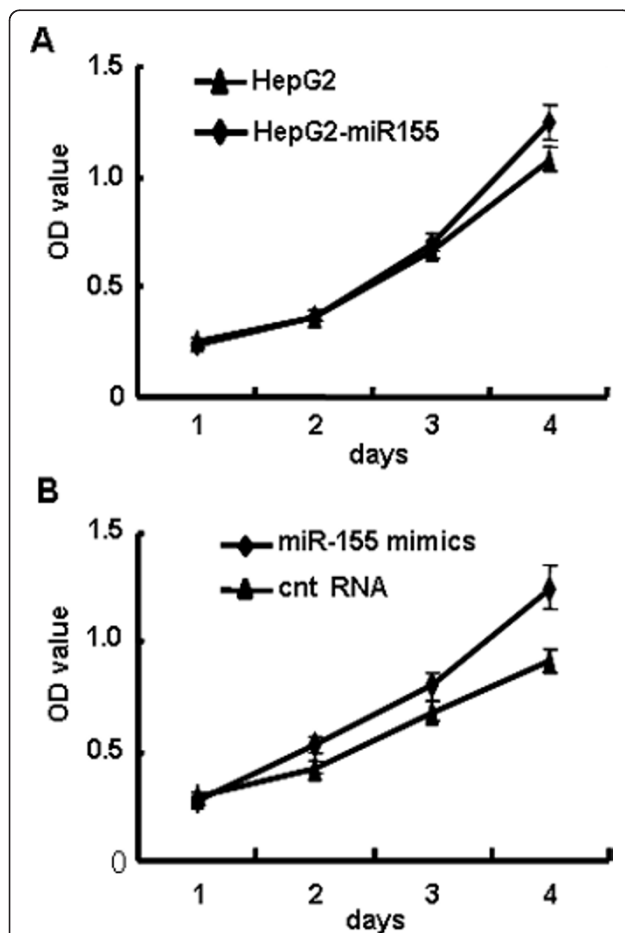 A
1.5
HepG2
HepG2-miR155
1.0
OD value
0.5
0
1 2 3 4
days
B
1.5
miR-155 mimics
cnt RNA
1.0
OD value
0.5
0
1 2 3 4
days